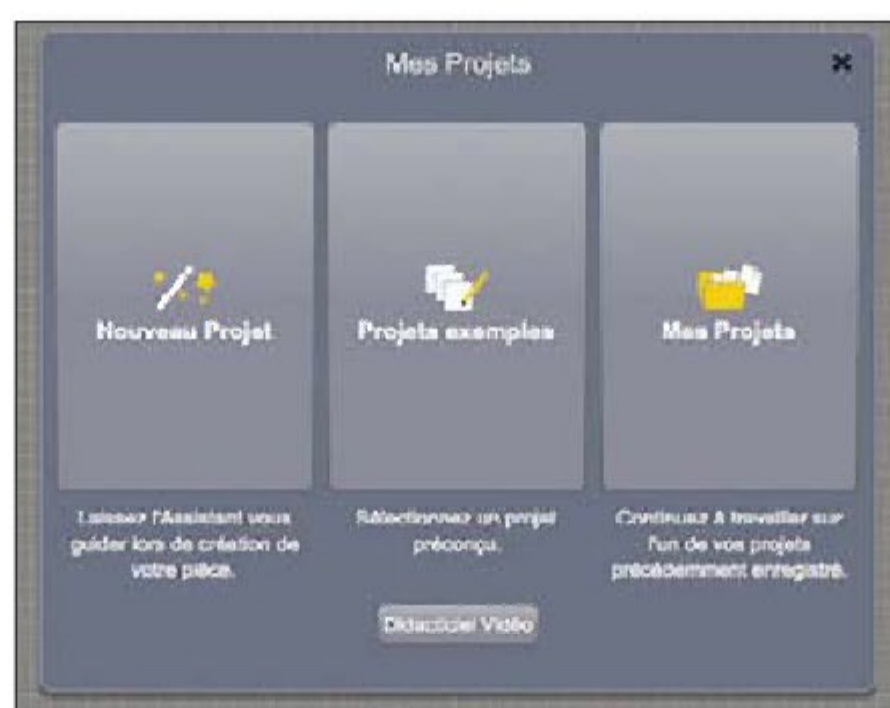 Mes Projets
Nouveau Projet
Projets exemples
Mes Projets
Laissez l'Assistant vous
guider lors de création de
votre pièce.
Sélectionnez un projet
préconçu.
Continuez à travailler sur
l'un de vos projets
précédemment enregistré.
Didacticiel Vidéo